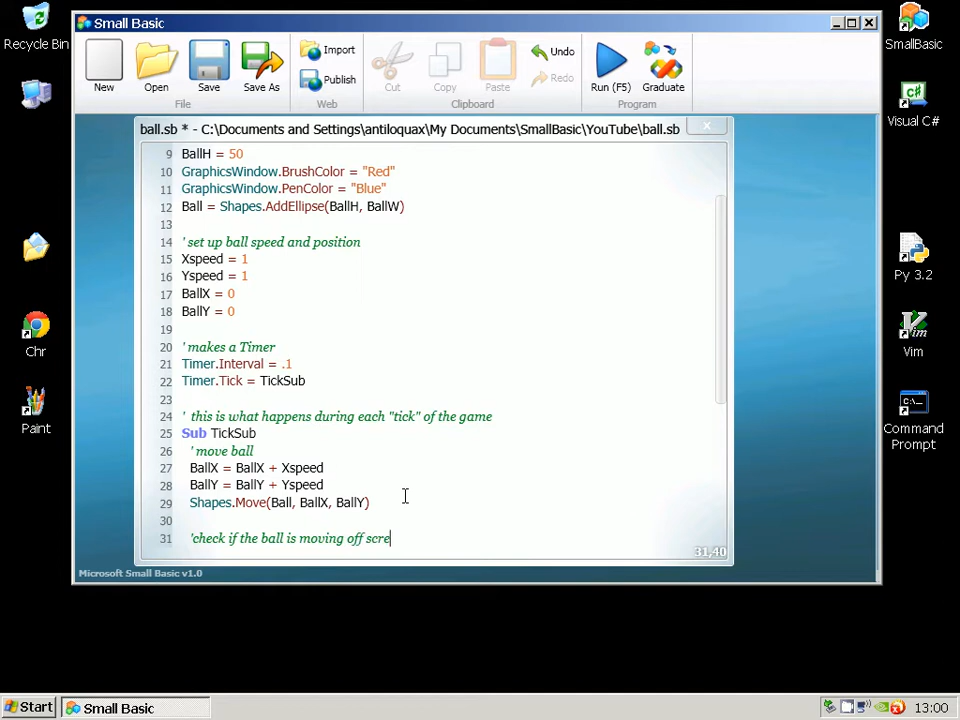 Recycle Bin
Small Basic
SmallBasic
New
Open
Save
Save As
Import
Publish
Cut
Copy
Paste
Undo
Redo
Run (F5)
Graduate
File
Web
Clipboard
Program
Visual C#
ball.sb * - C:\Documents and Settings\antiloquax\My Documents\SmallBasic\YouTube\ball.sb
9 BallH = 50
10 GraphicsWindow.BrushColor = "Red"
11 GraphicsWindow.PenColor = "Blue"
12 Ball = Shapes.AddEllipse(BallH, BallW)
13
14 ' set up ball speed and position
15 Xspeed = 1
16 Yspeed = 1
17 BallX = 0
18 BallY = 0
19
20 ' makes a Timer
21 Timer.Interval = .1
22 Timer.Tick = TickSub
23
24 ' this is what happens during each "tick" of the game
25 Sub TickSub
26 ' move ball
27 BallX = BallX + Xspeed
28 BallY = BallY + Yspeed
29 Shapes.Move(Ball, BallX, BallY)
30
31 'check if the ball is moving off scre
31,40
Microsoft Small Basic v1.0
Py 3.2
Chr
Vim
Paint
Command
Prompt
Start
Small Basic
13:00